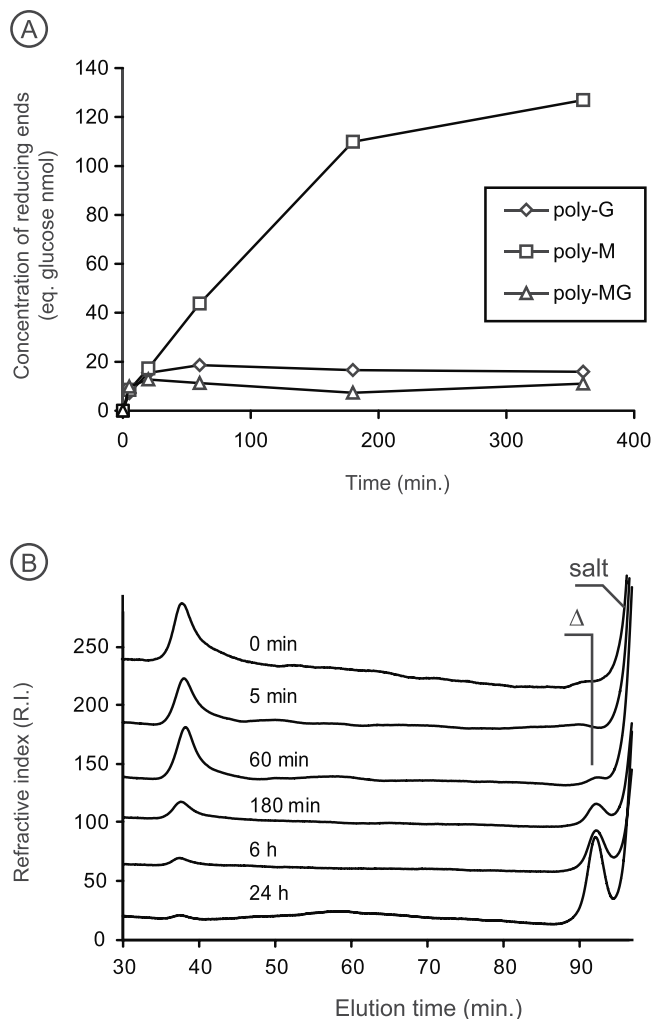 A
140
120
100
80
60
40
20
0
Concentration of reducing ends
(eq. glucose nmol)
poly-G
poly-M
poly-MG
0 100 200 300 400
Time (min.)
B
salt
Δ
250
200
150
100
50
0
Refractive index (R.I.)
0 min
5 min
60 min
180 min
6 h
24 h
30 40 50 60 70 80 90
Elution time (min.)